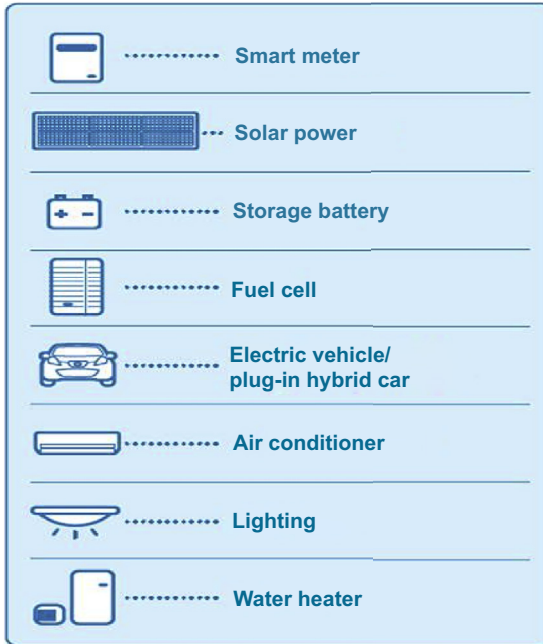 Smart meter
Solar power
Storage battery
Fuel cell
Electric vehicle/
plug-in hybrid car
Air conditioner
Lighting
Water heater